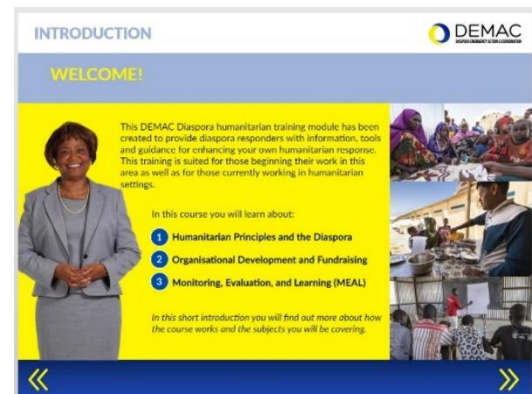 INTRODUCTION
DEMAC
DIASPORA EMERGENCY ACTION & COORDINATION
WELCOME!
This DEMAC Diaspora humanitarian training module has been
created to provide diaspora responders with information, tools
and guidance for enhancing your own humanitarian response.
This training is suited for those beginning their work in this
area as well as for those currently working in humanitarian
settings.
In this course you will learn about:
1 Humanitarian Principles and the Diaspora
2 Organisational Development and Fundraising
3 Monitoring, Evaluation, and Learning (MEAL)
In this short introduction you will find out more about how
the course works and the subjects you will be covering.